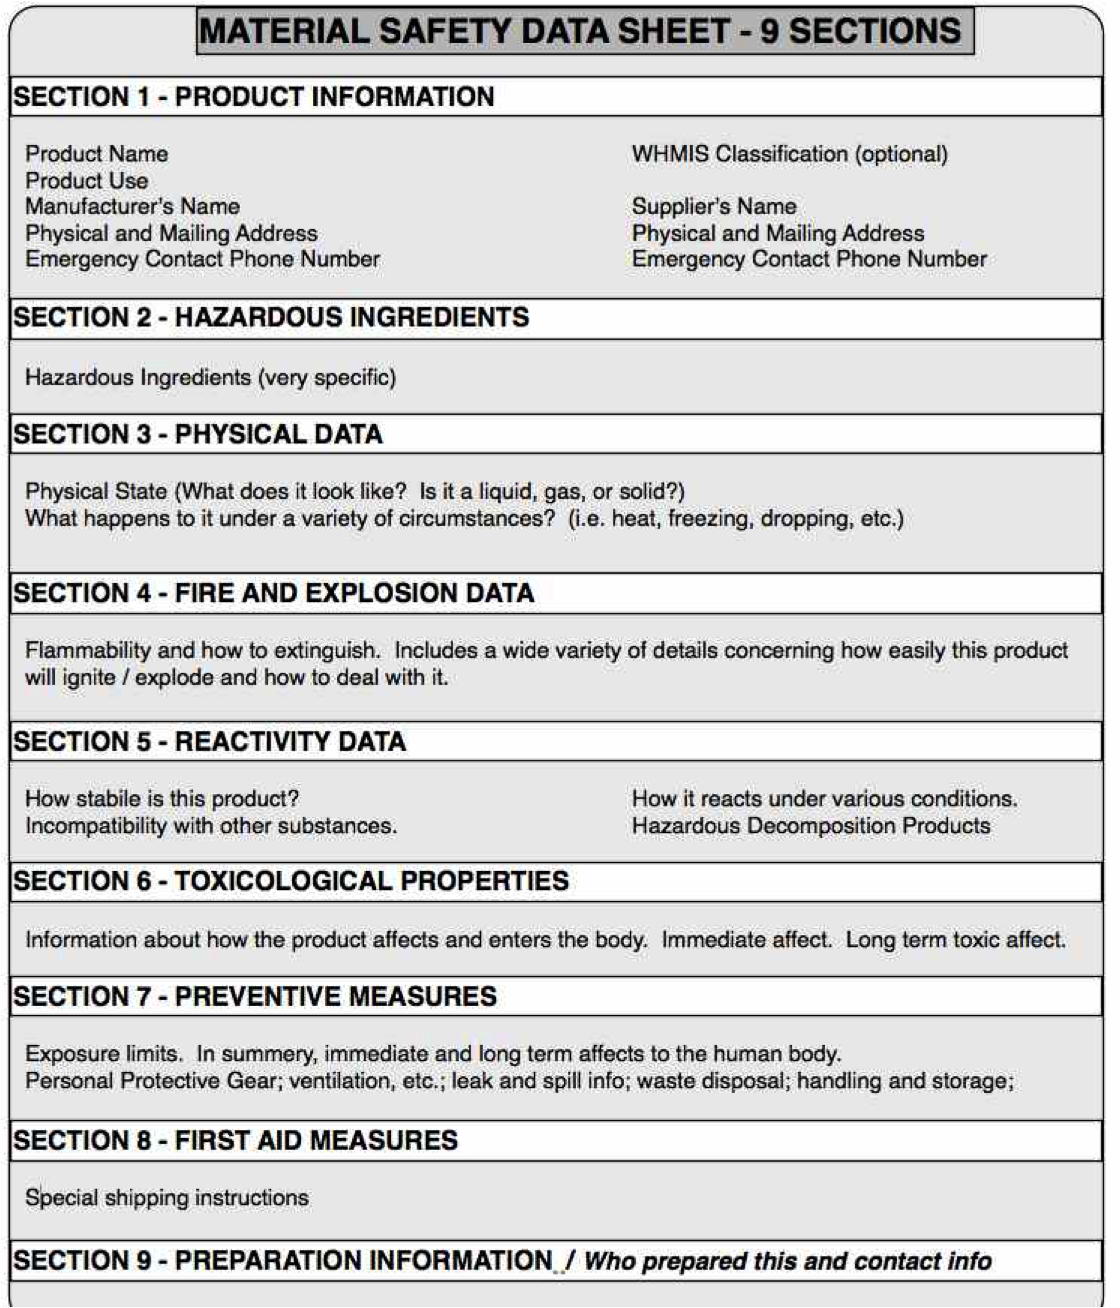 MATERIAL SAFETY DATA SHEET - 9 SECTIONS
SECTION 1 - PRODUCT INFORMATION
Product Name WHMIS Classification (optional)
Product Use
Manufacturer's Name Supplier's Name
Physical and Mailing Address Physical and Mailing Address
Emergency Contact Phone Number Emergency Contact Phone Number
SECTION 2 - HAZARDOUS INGREDIENTS
Hazardous Ingredients (very specific)
SECTION 3 - PHYSICAL DATA
Physical State (What does it look like? Is it a liquid, gas, or solid?)
What happens to it under a variety of circumstances? (i.e. heat, freezing, dropping, etc.)
SECTION 4 - FIRE AND EXPLOSION DATA
Flammability and how to extinguish. Includes a wide variety of details concerning how easily this product
will ignite / explode and how to deal with it.
SECTION 5 - REACTIVITY DATA
How stabile is this product? How it reacts under various conditions.
Incompatibility with other substances. Hazardous Decomposition Products
SECTION 6 - TOXICOLOGICAL PROPERTIES
Information about how the product affects and enters the body. Immediate affect. Long term toxic affect.
SECTION 7 - PREVENTIVE MEASURES
Exposure limits. In summery, immediate and long term affects to the human body.
Personal Protective Gear; ventilation, etc.; leak and spill info; waste disposal; handling and storage;
SECTION 8 - FIRST AID MEASURES
Special shipping instructions
SECTION 9 - PREPARATION INFORMATION / Who prepared this and contact info